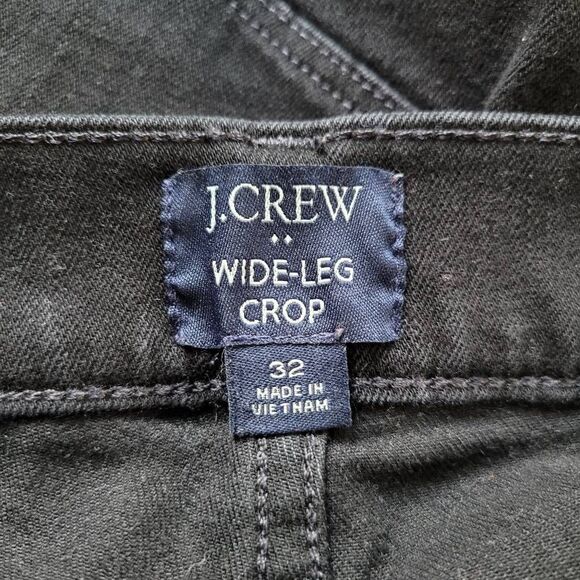 J.CREW
WIDE-LEG
CROP
32
MADE IN
VIETNAM